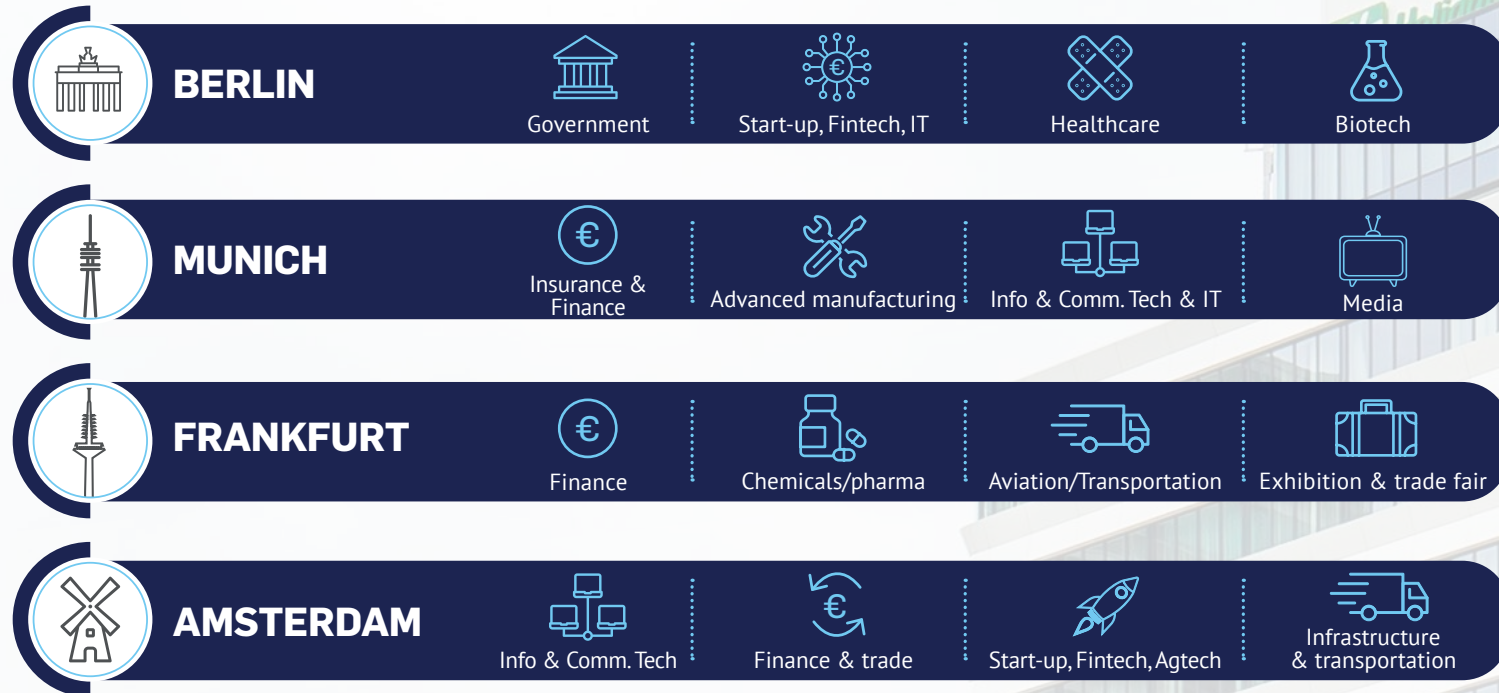 BERLIN
Government
Start-up, Fintech, IT
Healthcare
Biotech
MUNICH
€
Insurance &
Finance
Advanced manufacturing
Info & Comm. Tech & IT
Media
FRANKFURT
€
Finance
Chemicals/pharma
Aviation/Transportation
Exhibition & trade fair
AMSTERDAM
Info & Comm. Tech
€
Finance & trade
Start-up, Fintech, Agtech
Infrastructure
& transportation